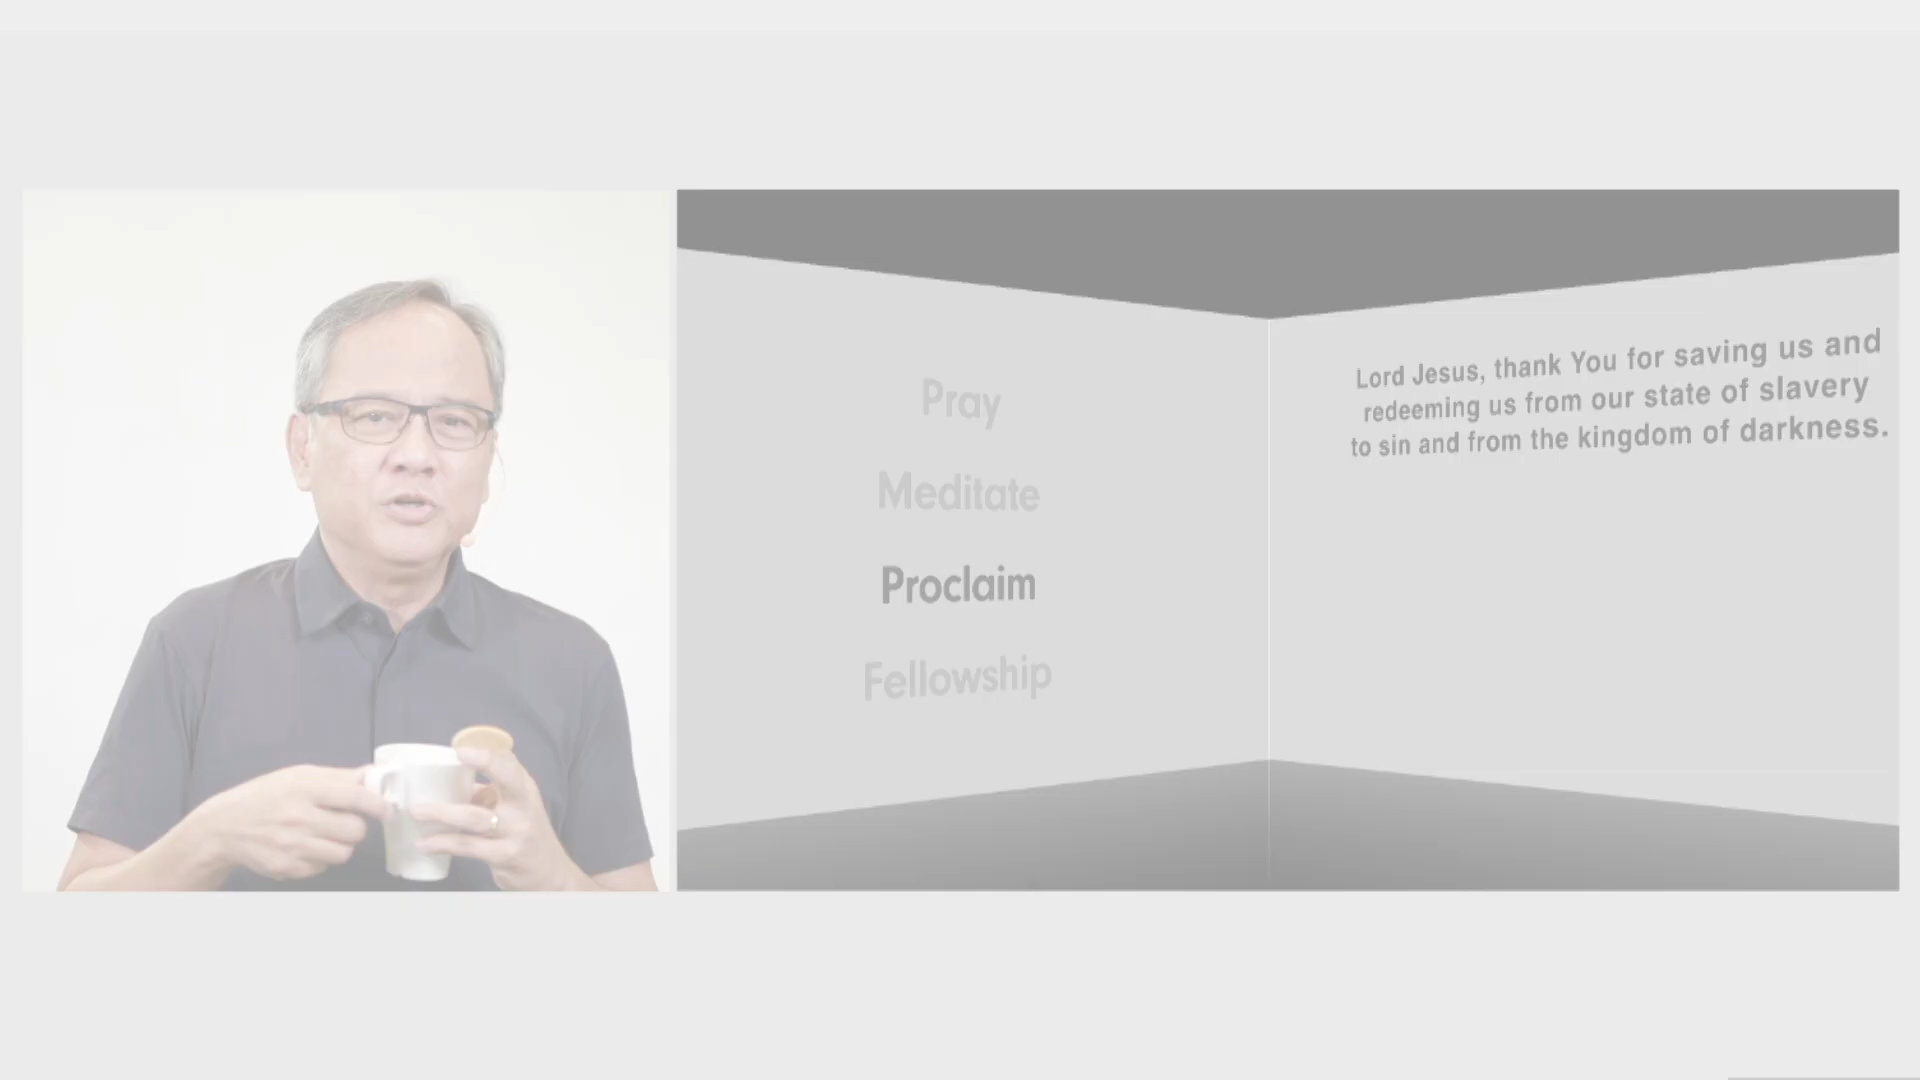 Pray
Meditate
Proclaim
Fellowship
Lord Jesus, thank You for saving us and
redeeming us from our state of slavery
to sin and from the kingdom of darkness.